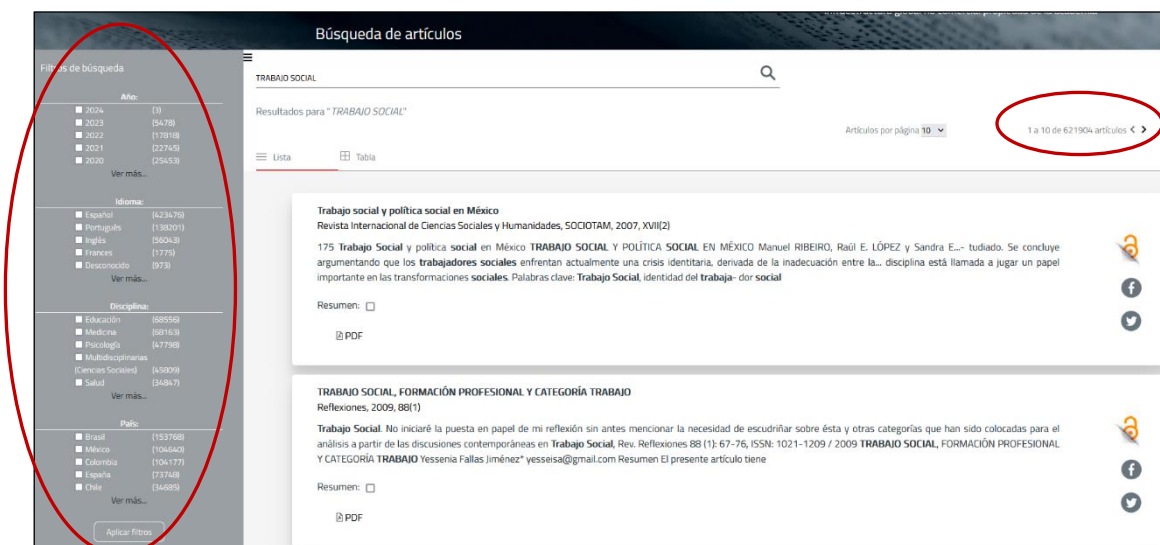 Búsqueda de artículos
Filtros de búsqueda
Año:
2024 (3)
2023 (5478)
2022 (17818)
2021 (22745)
2020 (25453)
Ver más...
Idioma:
Español (423476)
Portugués (138201)
Inglés (56043)
Frances (1775)
Desconocido (973)
Ver más...
Disciplina:
Educación (68556)
Medicina (68163)
Psicología (47798)
Multidisciplinarias
(Ciencias Sociales) (45809)
Salud (34847)
Ver más...
País:
Brasil (153768)
México (104640)
Colombia (104177)
España (73748)
Chile (34685)
Ver más...
Aplicar filtros
TRABAJO SOCIAL
Resultados para "TRABAJO SOCIAL"
Artículos por página 10
1 a 10 de 621904 artículos
Lista Tabla
Trabajo social y política social en México
Revista Internacional de Ciencias Sociales y Humanidades, SOCIOTAM, 2007, XVII(2)
175 Trabajo Social y política social en México TRABAJO SOCIAL Y POLÍTICA SOCIAL EN MÉXICO Manuel RIBEIRO, Raúl E. LÓPEZ y Sandra E...- tudiado. Se concluye
argumentando que los trabajadores sociales enfrentan actualmente una crisis identitaria, derivada de la inadecuación entre la... disciplina está llamada a jugar un papel
importante en las transformaciones sociales. Palabras clave: Trabajo Social, identidad del trabaja- dor social
Resumen:
PDF
TRABAJO SOCIAL, FORMACIÓN PROFESIONAL Y CATEGORÍA TRABAJO
Reflexiones, 2009, 88(1)
Trabajo Social. No iniciaré la puesta en papel de mi reflexión sin antes mencionar la necesidad de escudriñar sobre ésta y otras categorías que han sido colocadas para el
análisis a partir de las discusiones contemporáneas en Trabajo Social, Rev. Reflexiones 88 (1): 67-76, ISSN: 1021-1209 / 2009 TRABAJO SOCIAL, FORMACIÓN PROFESIONAL
Y CATEGORÍA TRABAJO Yessenia Fallas Jiménez* yesseisa@gmail.com Resumen El presente artículo tiene
Resumen:
PDF